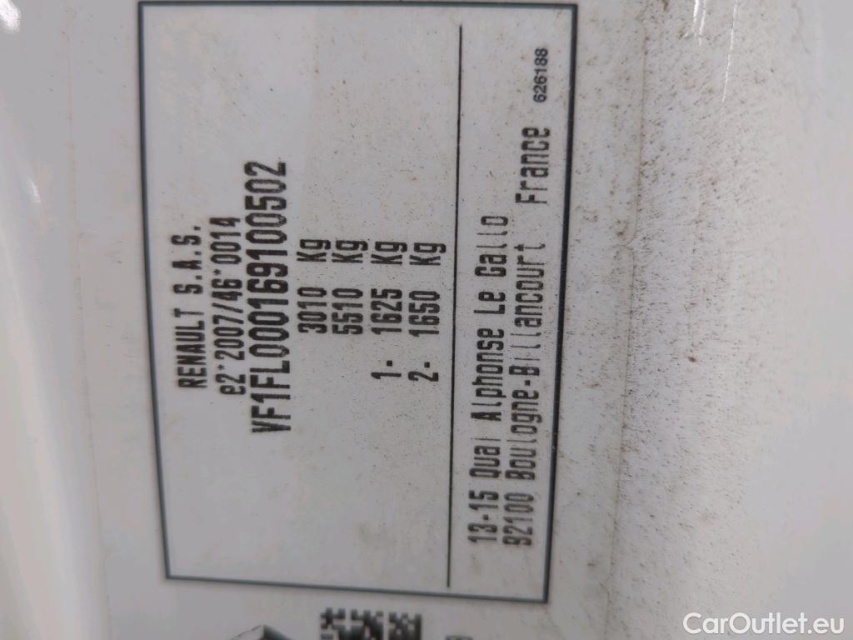 RENAULT S.A.S.
e2*2007/46*0014
VF1FL000169100502
3010 Kg
5510 Kg
1- 1625 Kg
2- 1650 Kg
13-15 Quai Alphonse Le Gallo
92100 Boulogne-Billancourt France
626188
CarOutlet.eu